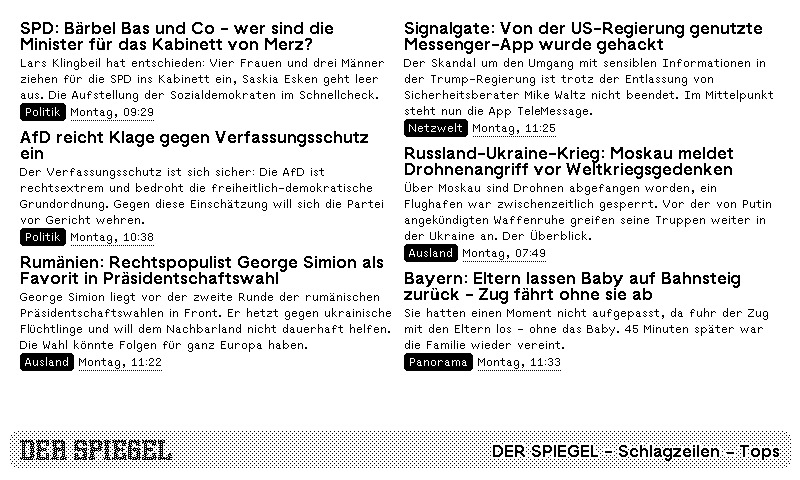 SPD: Bärbel Bas und Co – wer sind die
Minister für das Kabinett von Merz?
Lars Klingbeil hat entschieden: Vier Frauen und drei Männer
ziehen für die SPD ins Kabinett ein, Saskia Esken geht leer
aus. Die Aufstellung der Sozialdemokraten im Schnellcheck.
Politik Montag, 09:29
AfD reicht Klage gegen Verfassungsschutz
ein
Der Verfassungsschutz ist sich sicher: Die AfD ist
rechtsextrem und bedroht die freiheitlich-demokratische
Grundordnung. Gegen diese Einschätzung will sich die Partei
vor Gericht wehren.
Politik Montag, 10:38
Rumänien: Rechtspopulist George Simion als
Favorit in Präsidentschaftswahl
George Simion liegt vor der zweite Runde der rumänischen
Präsidentschaftswahlen in Front. Er hetzt gegen ukrainische
Flüchtlinge und will dem Nachbarland nicht dauerhaft helfen.
Die Wahl könnte Folgen für ganz Europa haben.
Ausland Montag, 11:22
Signalgate: Von der US-Regierung genutzte
Messenger-App wurde gehackt
Der Skandal um den Umgang mit sensiblen Informationen in
der Trump-Regierung ist trotz der Entlassung von
Sicherheitsberater Mike Waltz nicht beendet. Im Mittelpunkt
steht nun die App TeleMessage.
Netzwelt Montag, 11:25
Russland-Ukraine-Krieg: Moskau meldet
Drohnenangriff vor Weltkriegsgedenken
Über Moskau sind Drohnen abgefangen worden, ein
Flughafen war zwischenzeitlich gesperrt. Vor der von Putin
angekündigten Waffenruhe greifen seine Truppen weiter in
der Ukraine an. Der Überblick.
Ausland Montag, 07:49
Bayern: Eltern lassen Baby auf Bahnsteig
zurück – Zug fährt ohne sie ab
Sie hatten einen Moment nicht aufgepasst, da fuhr der Zug
mit den Eltern los – ohne das Baby. 45 Minuten später war
die Familie wieder vereint.
Panorama Montag, 11:33
DER SPIEGEL
DER SPIEGEL – Schlagzeilen – Tops